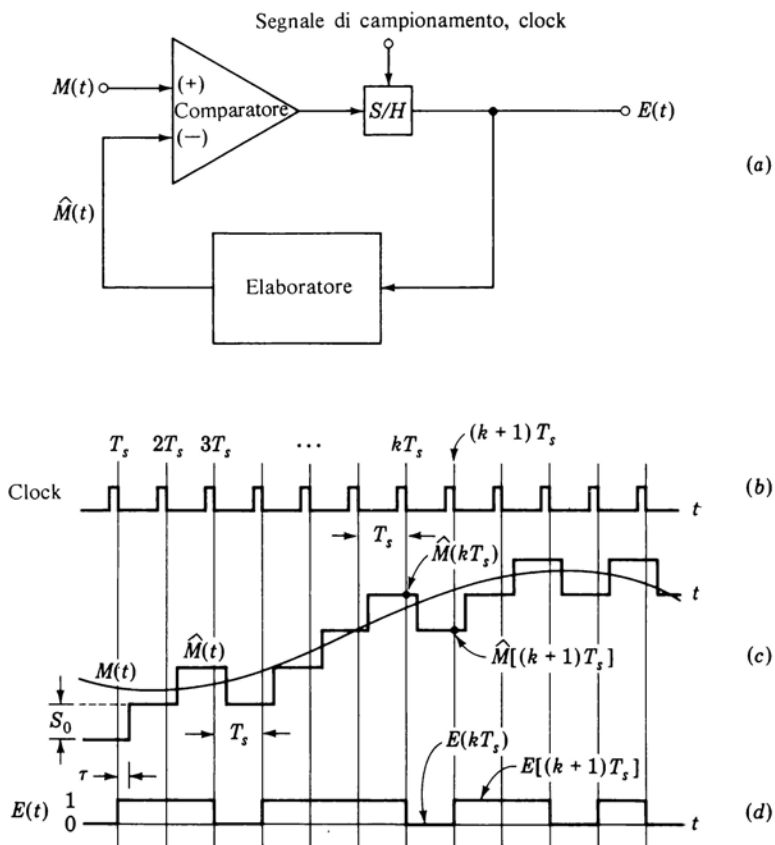 Segnale di campionamento, clock
M(t)
(+)
Comparatore
(—)
S/H
E(t)
(a)
M̂(t)
Elaboratore
T_s 2T_s 3T_s ... kT_s (k + 1) T_s
Clock
t
(b)
T_s
M̂(kT_s)
t
M(t)
M̂(t)
M̂[(k + 1)T_s]
(c)
S_0
T_s
E(kT_s)
E[(k + 1)T_s]
τ
E(t)
1
0
t
(d)